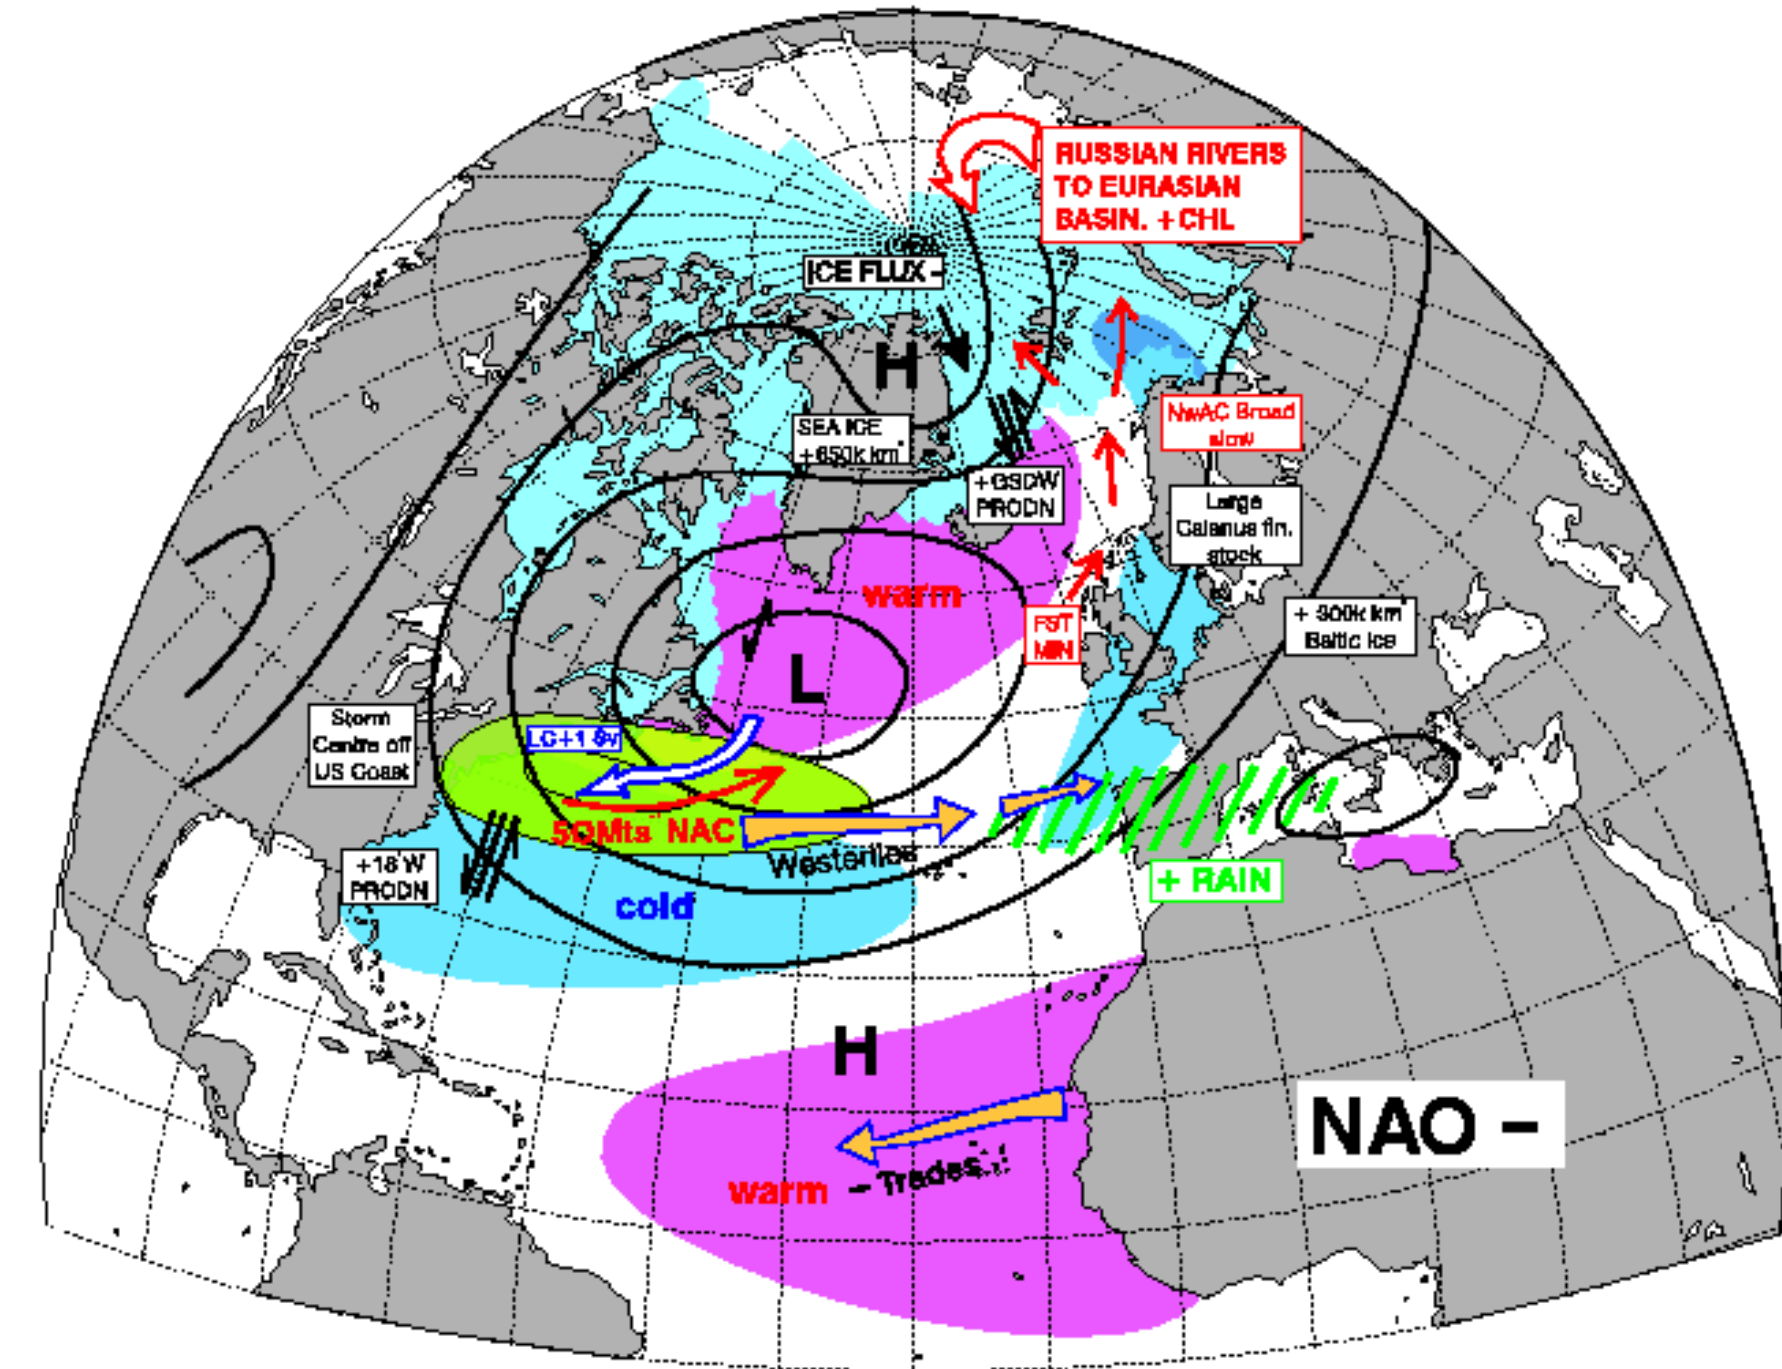 RUSSIAN RIVERS
TO EURASIAN
BASIN. +CHL
ICE FLUX -
H
SEA ICE
+650k km
NwAC Broad
slow
+GSDW
PRODN
Large
Calanus fin.
stock
warm
FST
MIN
+ 300k km
Baltic Ice
L
Storm
Centre off
US Coast
LC+1 Sv
50Mts NAC
Westerlies
+18 W
PRODN
+ RAIN
cold
H
NAO -
warm
- Trades